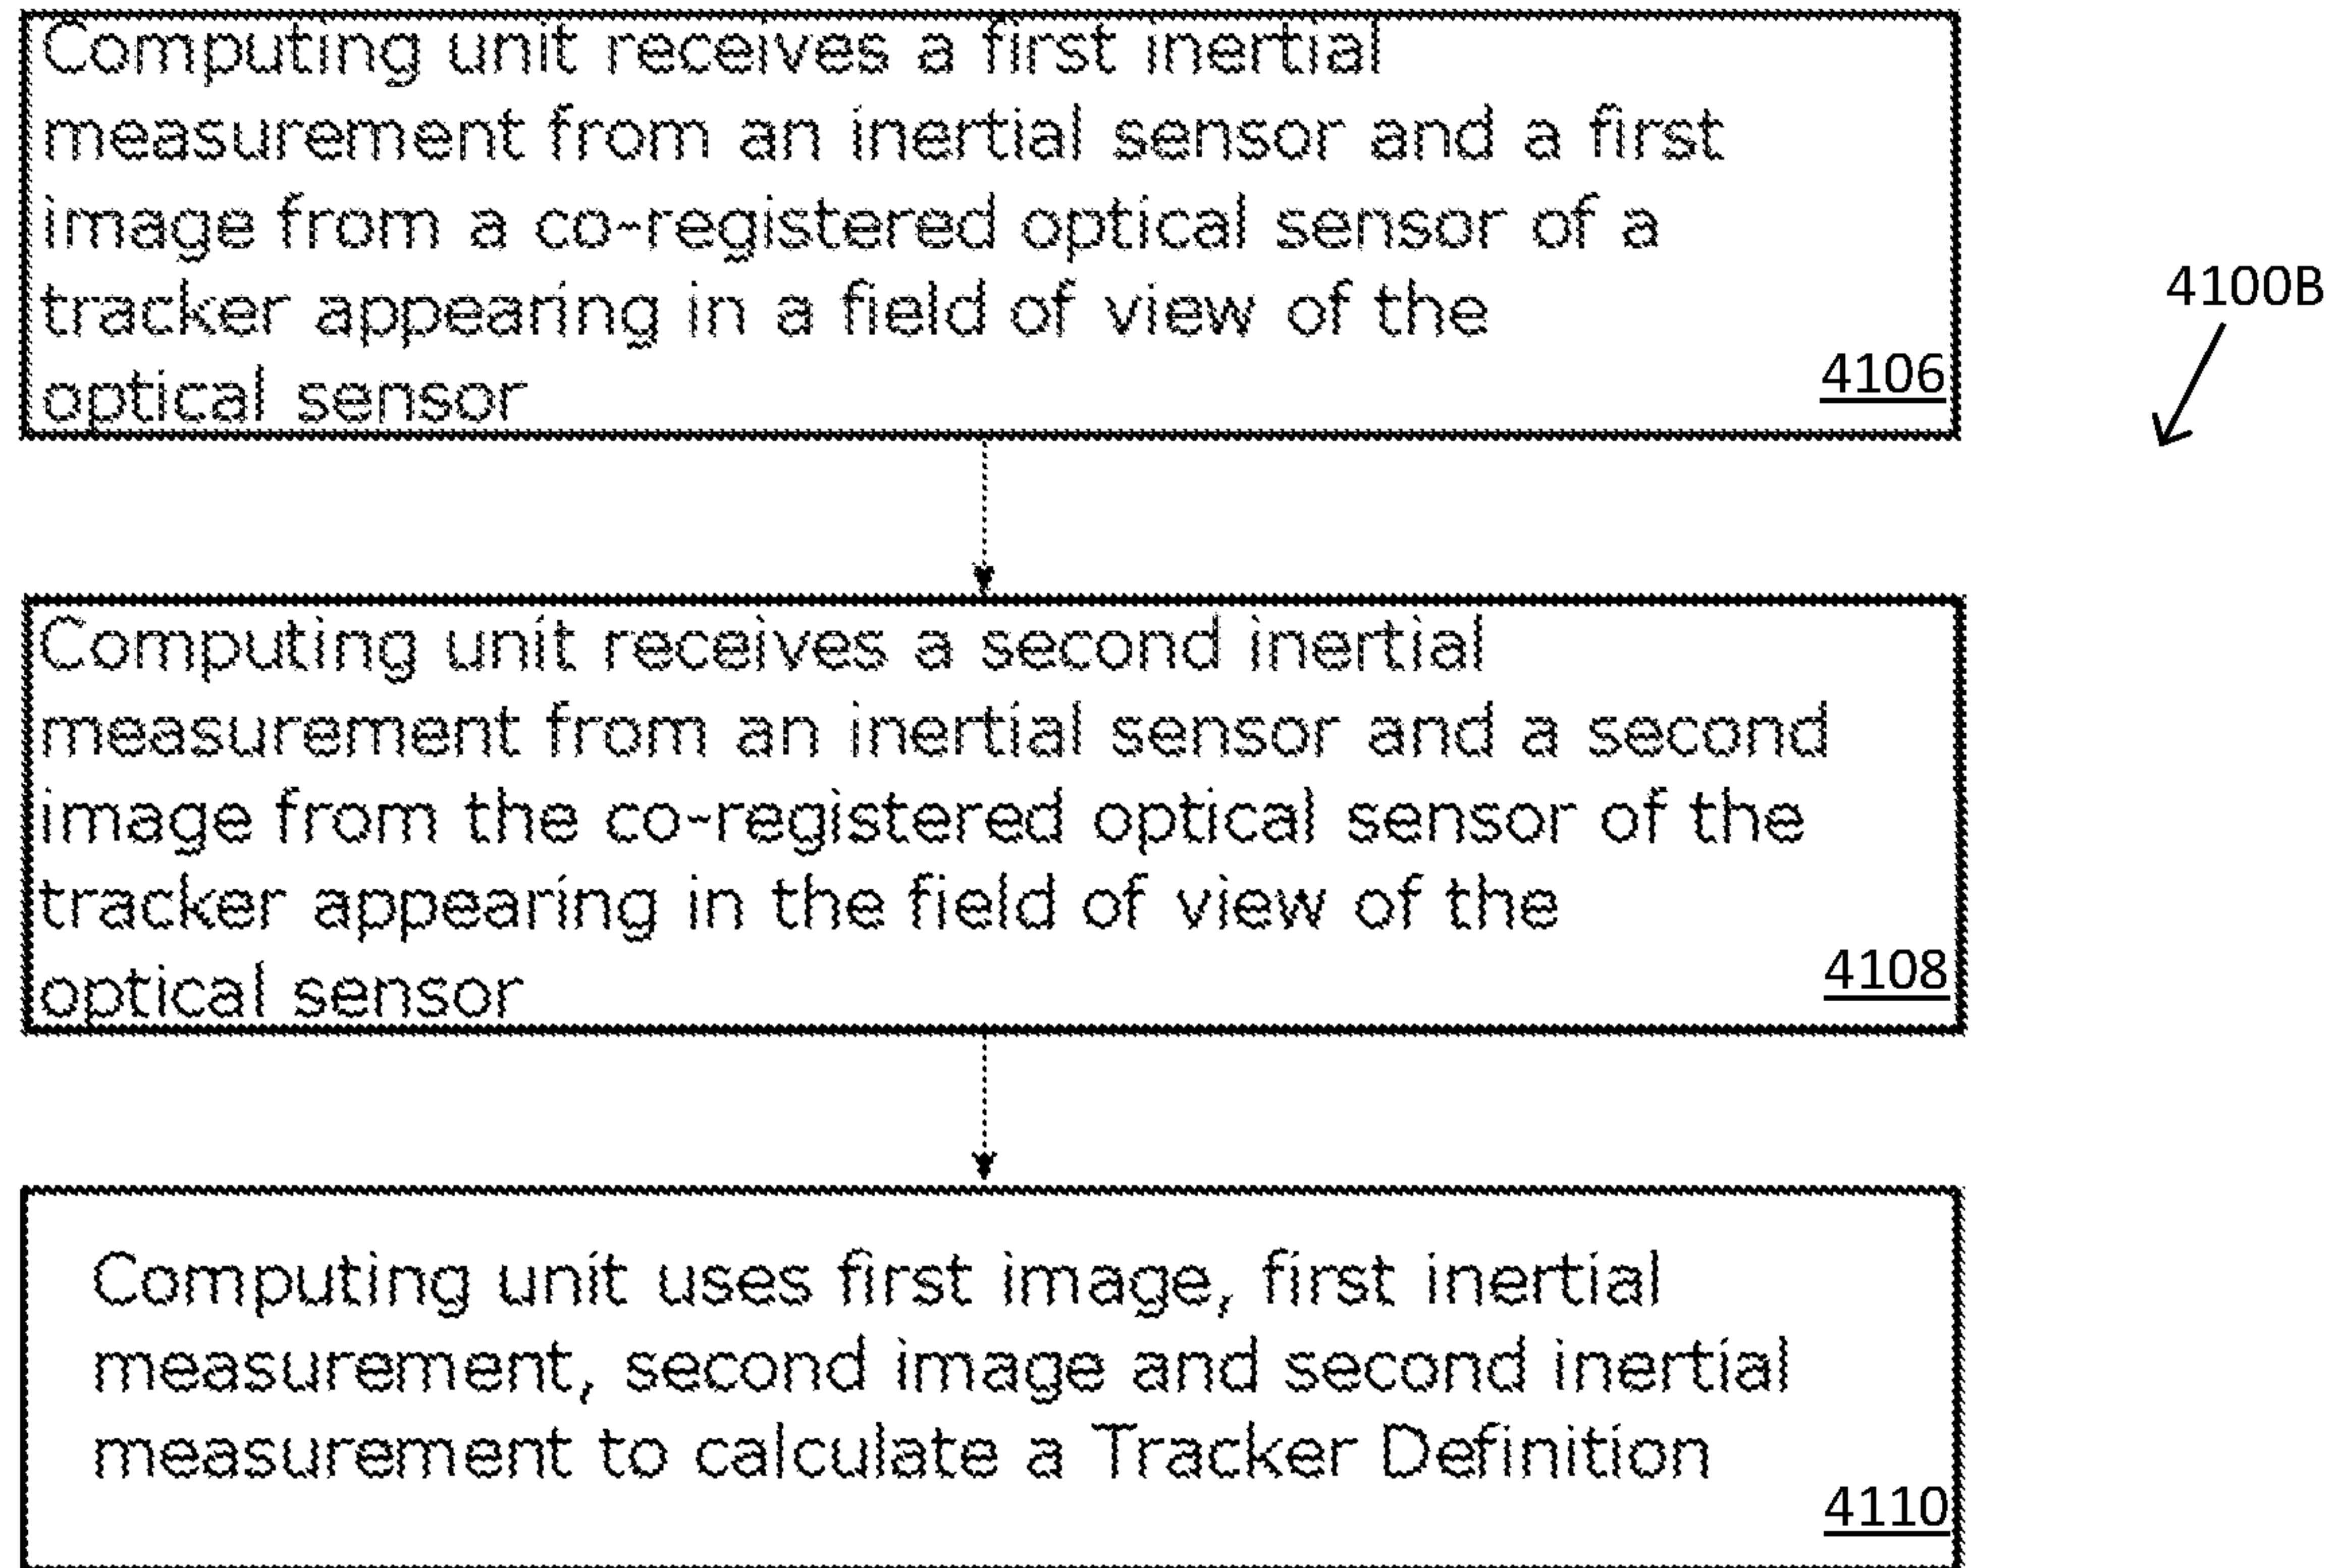 Computing unit receives a first inertial
measurement from an inertial sensor and a first
image from a co-registered optical sensor of a
tracker appearing in a field of view of the
optical sensor
4106
4100B
Computing unit receives a second inertial
measurement from an inertial sensor and a second
image from the co-registered optical sensor of the
tracker appearing in the field of view of the
optical sensor
4108
Computing unit uses first image, first inertial
measurement, second image and second inertial
measurement to calculate a Tracker Definition
4110